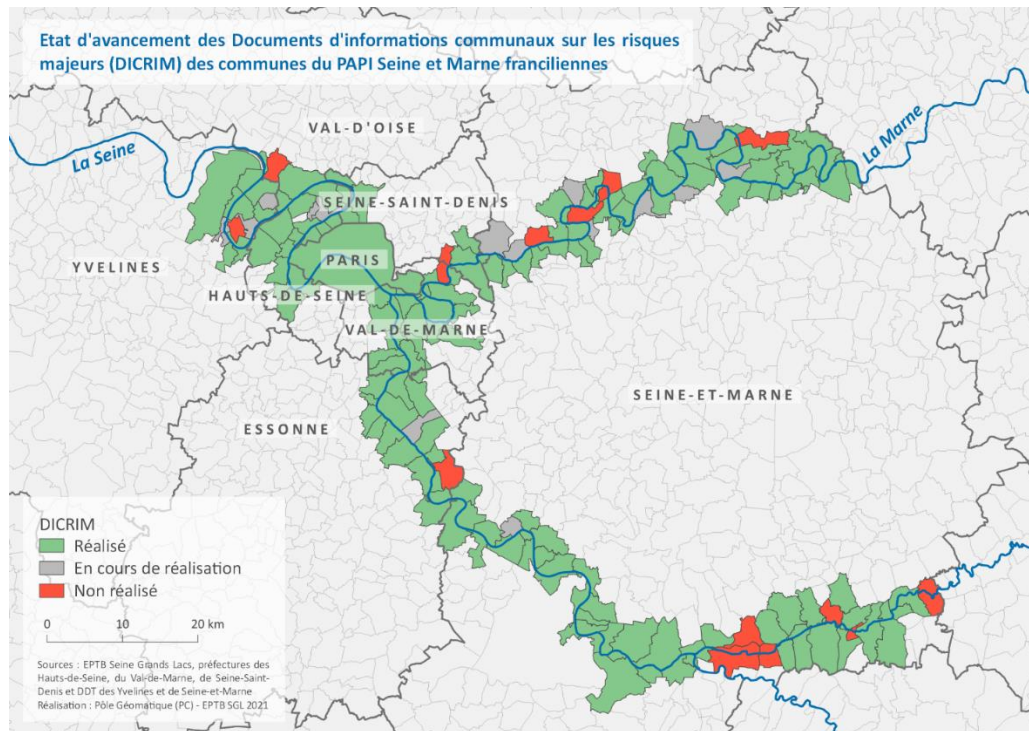 Etat d'avancement des Documents d'informations communaux sur les risques
majeurs (DICRIM) des communes du PAPI Seine et Marne franciliennes
VAL-D'OISE
La Seine
La Marne
SEINE-SAINT-DENIS
PARIS
YVELINES
HAUTS-DE-SEINE
VAL-DE-MARNE
SEINE-ET-MARNE
ESSONNE
DICRIM
Réalisé
En cours de réalisation
Non réalisé
0 10 20 km
Sources : EPTB Seine Grands Lacs, préfectures des
Hauts-de-Seine, du Val-de-Marne, de Seine-Saint-
Denis et DDT des Yvelines et de Seine-et-Marne
Réalisation : Pôle Géomatique (PC) - EPTB SGL 2021